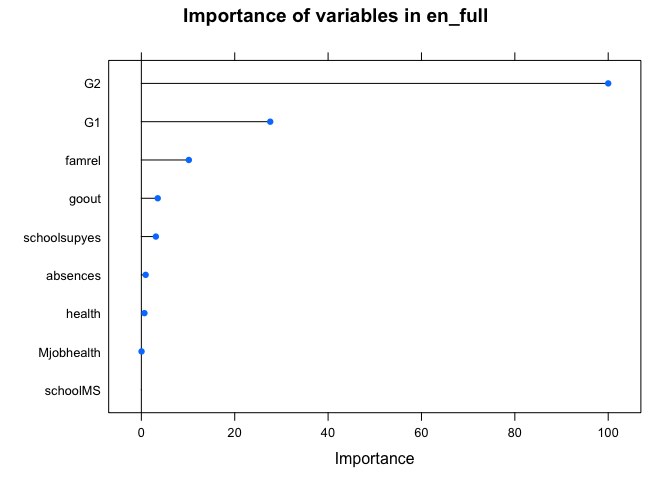 Importance of variables in en_full
G2
G1
famrel
goout
schoolsupyes
absences
health
Mjobhealth
schoolMS
0 20 40 60 80 100
Importance